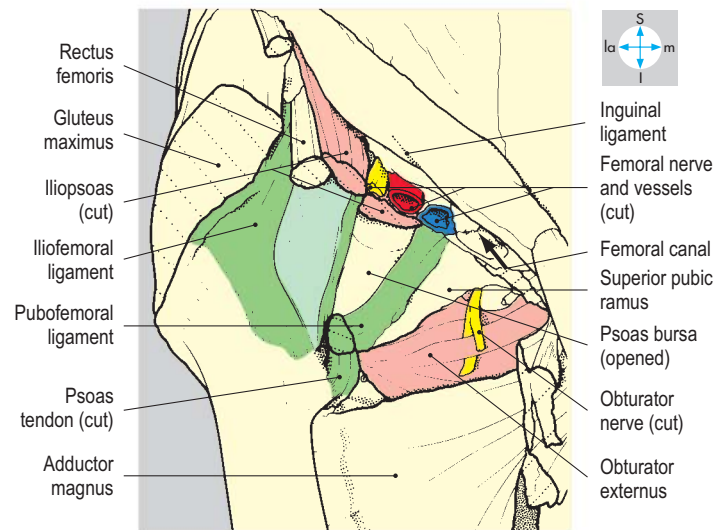 Rectus
femoris
Gluteus
maximus
Iliopsoas
(cut)
Iliofemoral
ligament
Pubofemoral
ligament
Psoas
tendon (cut)
Adductor
magnus
S
la
m
I
Inguinal
ligament
Femoral nerve
and vessels
(cut)
Femoral canal
Superior pubic
ramus
Psoas bursa
(opened)
Obturator
nerve (cut)
Obturator
externus